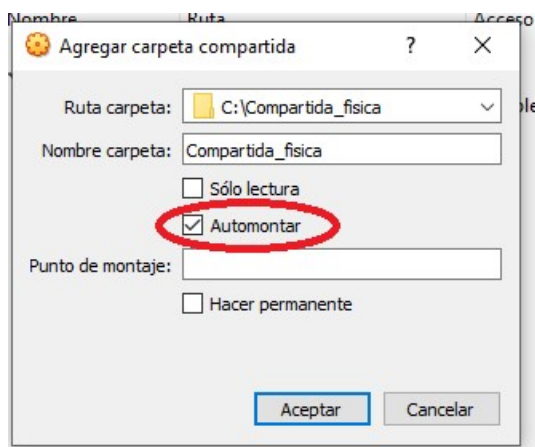 Nombre Ruta Acceso
Agregar carpeta compartida ? 
Ruta carpeta: C:\Compartida_fisica
Nombre carpeta: Compartida_fisica
Sólo lectura
Automontar
Punto de montaje:
Hacer permanente
Aceptar Cancelar